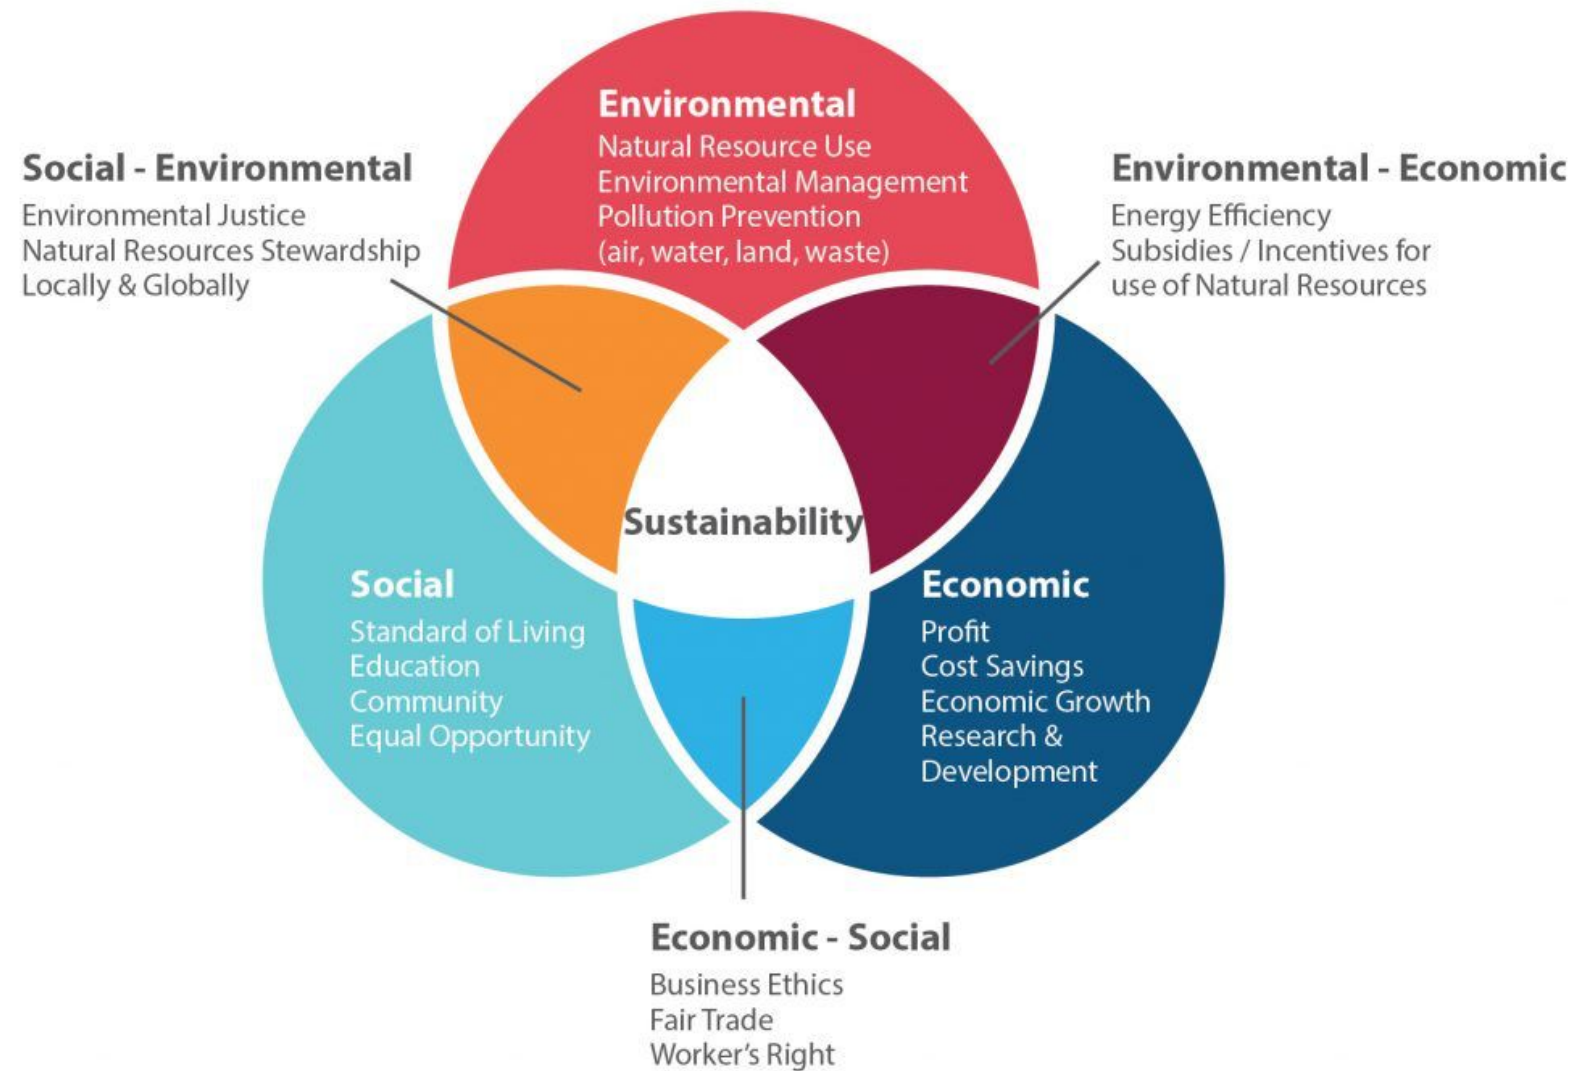 Environmental
Natural Resource Use
Environmental Management
Pollution Prevention
(air, water, land, waste)
Social - Environmental
Environmental Justice
Natural Resources Stewardship
Locally & Globally
Environmental - Economic
Energy Efficiency
Subsidies / Incentives for
use of Natural Resources
Sustainability
Social
Standard of Living
Education
Community
Equal Opportunity
Economic
Profit
Cost Savings
Economic Growth
Research &
Development
Economic - Social
Business Ethics
Fair Trade
Worker’s Right